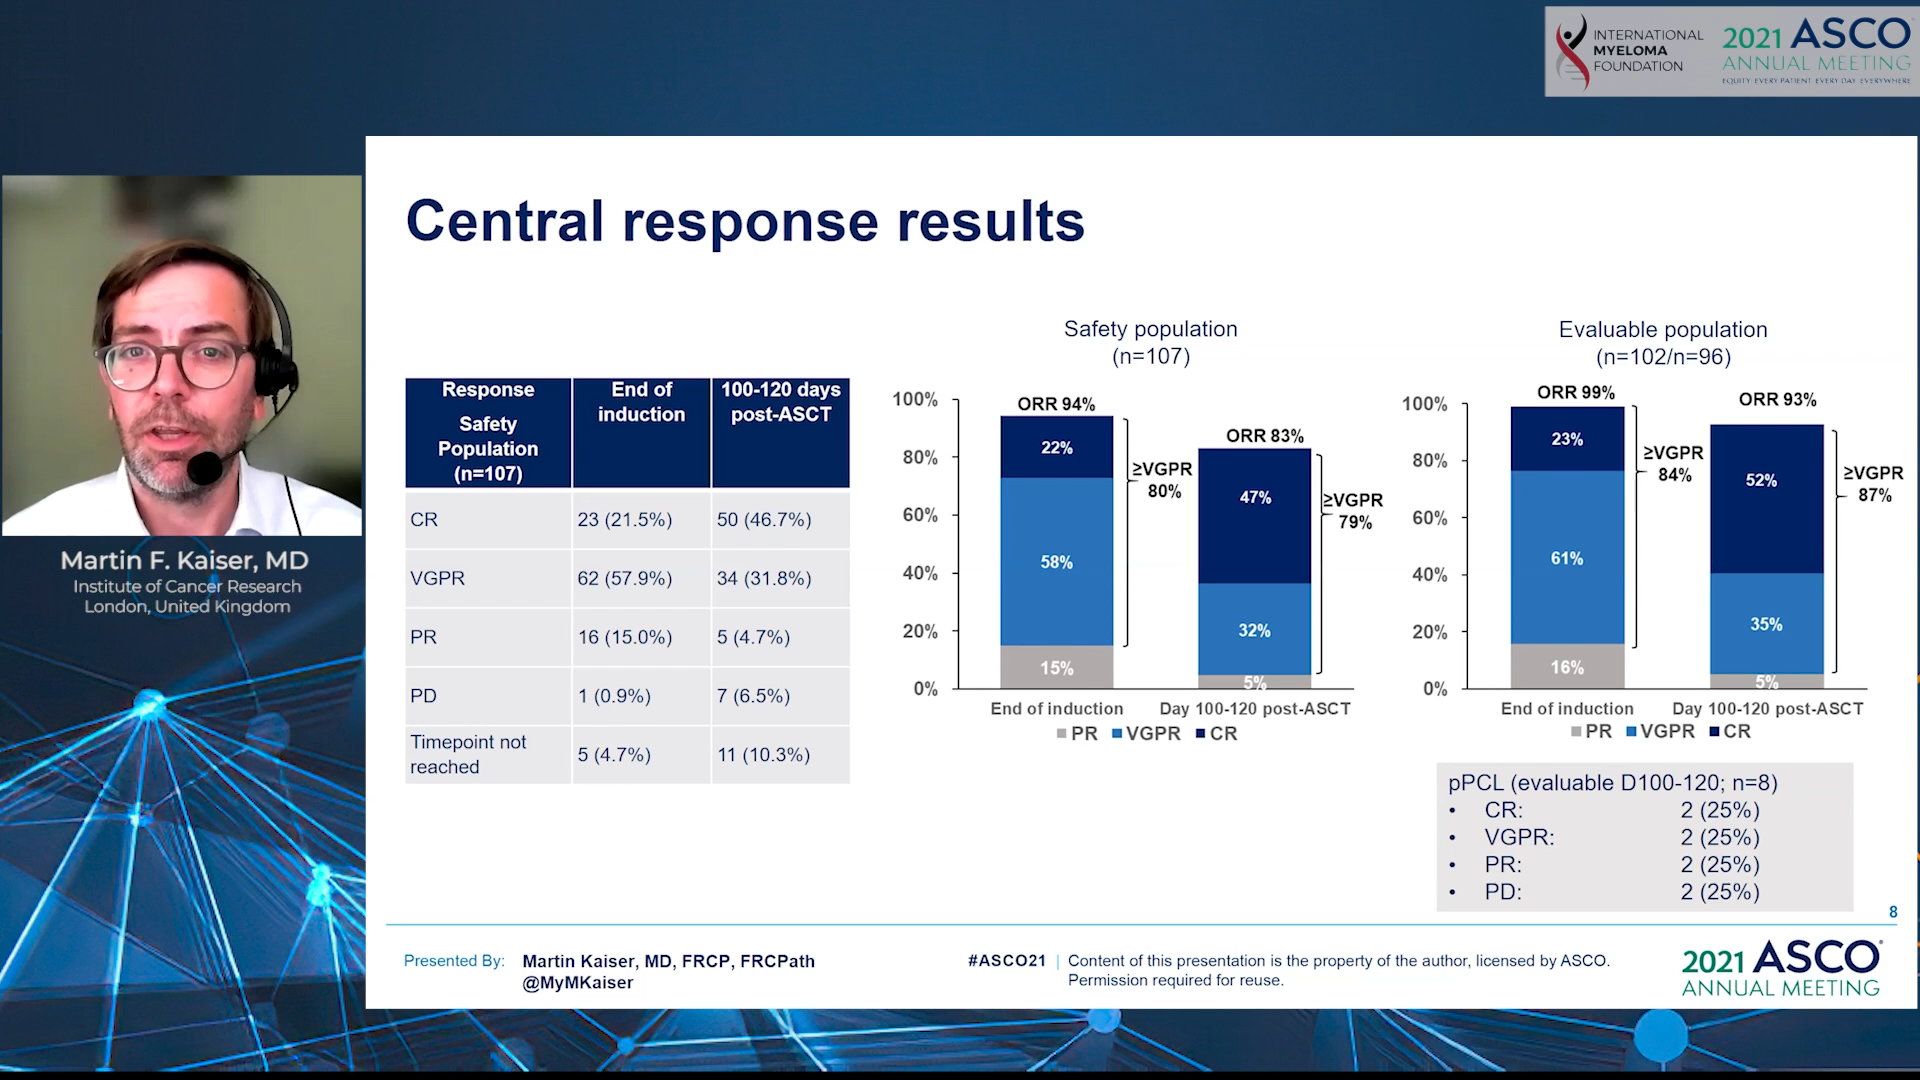 INTERNATIONAL
MYELOMA
FOUNDATION
2021 ASCO
ANNUAL MEETING
EQUITY: EVERY PATIENT. EVERY DAY. EVERYWHERE.
Martin F. Kaiser, MD
Institute of Cancer Research
London, United Kingdom
Central response results
Response
Safety
Population
(n=107)
End of
induction
100-120 days
post-ASCT
CR 23 (21.5%) 50 (46.7%)
VGPR 62 (57.9%) 34 (31.8%)
PR 16 (15.0%) 5 (4.7%)
PD 1 (0.9%) 7 (6.5%)
Timepoint not
reached
5 (4.7%) 11 (10.3%)
Safety population
(n=107)
100%
80%
60%
40%
20%
0%
ORR 94%
22%
58%
15%
≥VGPR
80%
ORR 83%
47%
32%
5%
≥VGPR
79%
End of induction Day 100-120 post-ASCT
PR VGPR CR
Evaluable population
(n=102/n=96)
100%
80%
60%
40%
20%
0%
ORR 99%
23%
61%
16%
≥VGPR
84%
ORR 93%
52%
35%
5%
≥VGPR
87%
End of induction Day 100-120 post-ASCT
PR VGPR CR
pPCL (evaluable D100-120; n=8)
• CR: 2 (25%)
• VGPR: 2 (25%)
• PR: 2 (25%)
• PD: 2 (25%)
8
Presented By: Martin Kaiser, MD, FRCP, FRCPath
@MyMKaiser
#ASCO21 | Content of this presentation is the property of the author, licensed by ASCO.
Permission required for reuse.
2021 ASCO
ANNUAL MEETING